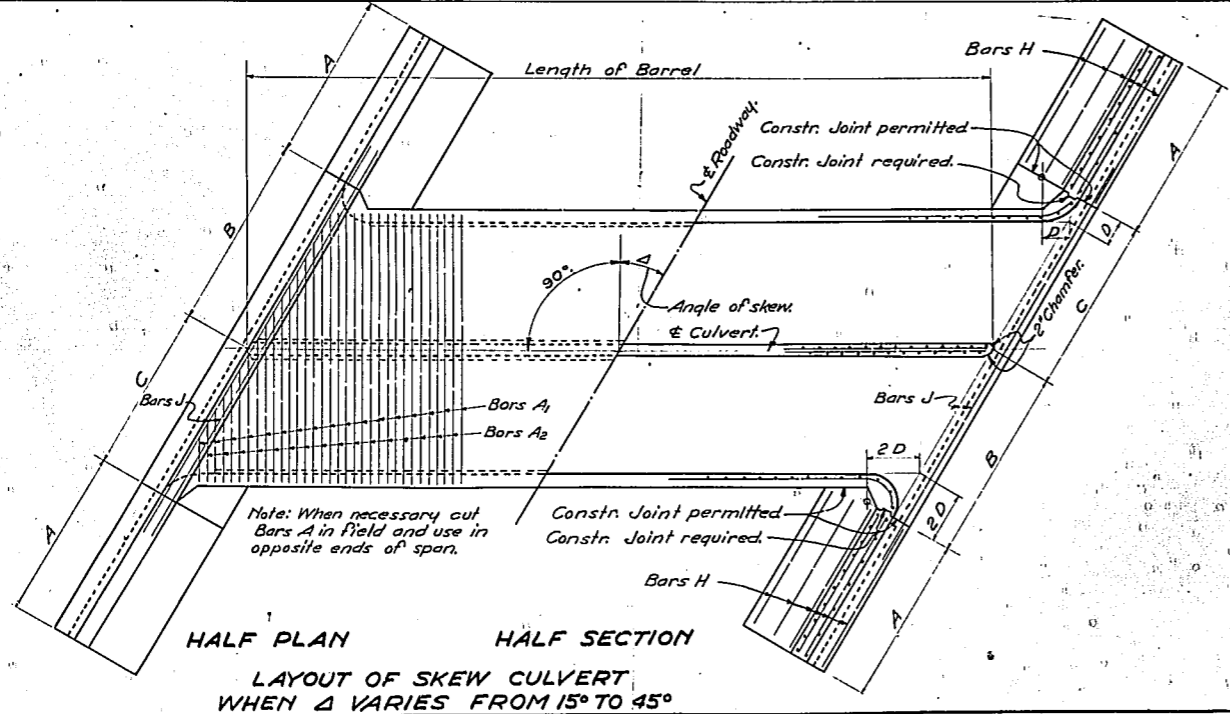 A
Length of Barrel
Bars H
℄ Roadway.
Constr. Joint permitted
Constr. Joint required.
A
B
D
D
90°
Δ
Angle of skew.
℄ Culvert.
2" Chamfer.
C
C
Bars J
Bars J
Bars A₁
Bars A₂
B
2 D
2 D
A
Note: When necessary cut
Bars A in field and use in
opposite ends of span.
Constr. Joint permitted
Constr. Joint required.
Bars H
A
HALF PLAN
HALF SECTION
LAYOUT OF SKEW CULVERT
WHEN Δ VARIES FROM 15° TO 45°